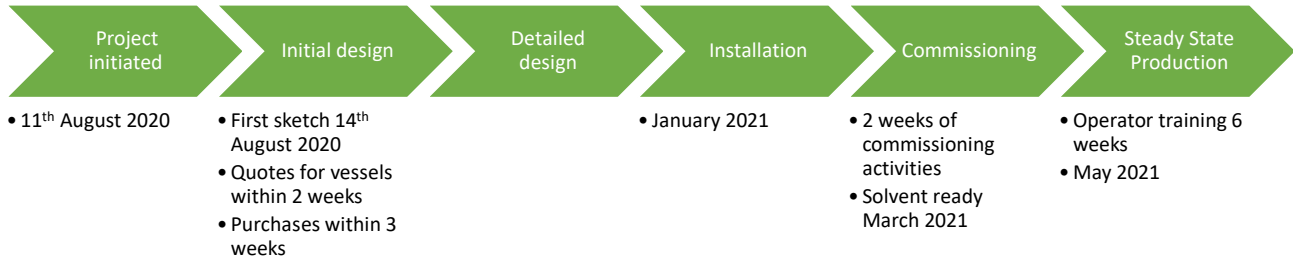 Project
initiated
Initial design
Detailed
design
Installation
Commissioning
Steady State
Production
• 11th August 2020
• First sketch 14th
August 2020
• Quotes for vessels
within 2 weeks
• Purchases within 3
weeks
• January 2021
• 2 weeks of
commissioning
activities
• Solvent ready
March 2021
• Operator training 6
weeks
• May 2021